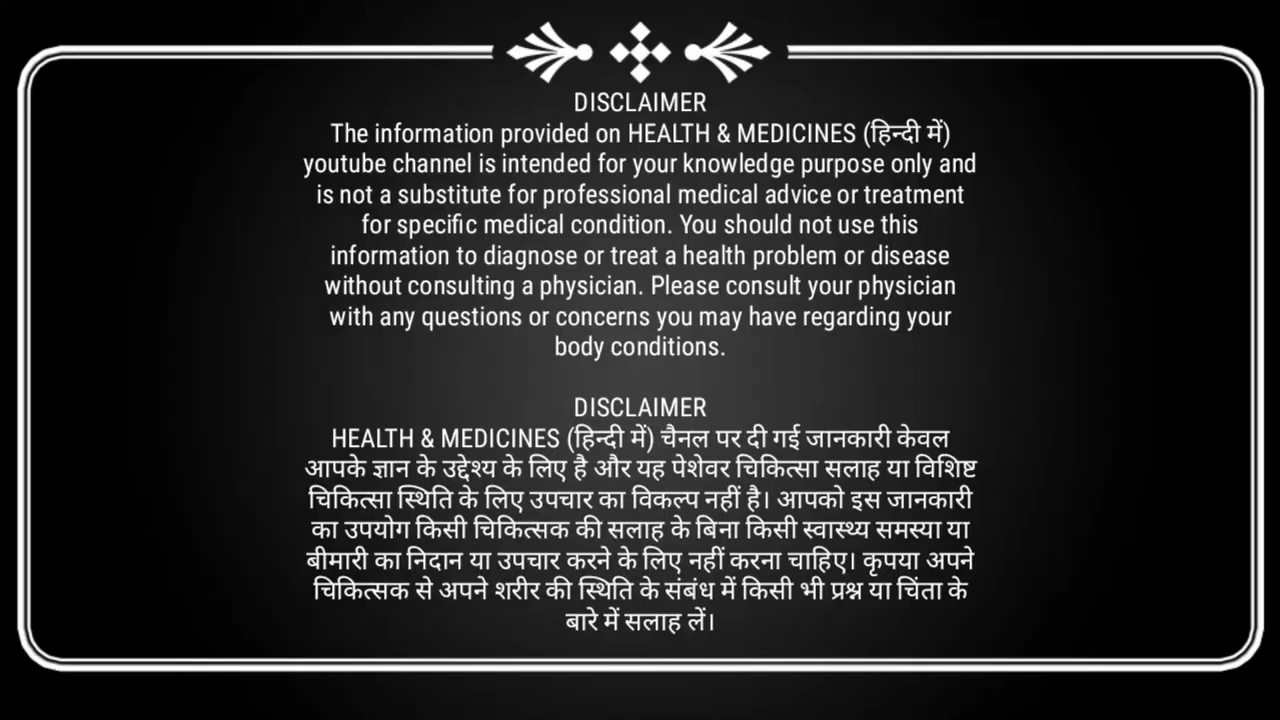 DISCLAIMER
The information provided on HEALTH & MEDICINES (हिन्दी में)
youtube channel is intended for your knowledge purpose only and
is not a substitute for professional medical advice or treatment
for specific medical condition. You should not use this
information to diagnose or treat a health problem or disease
without consulting a physician. Please consult your physician
with any questions or concerns you may have regarding your
body conditions.
DISCLAIMER
HEALTH & MEDICINES (हिन्दी में) चैनल पर दी गई जानकारी केवल
आपके ज्ञान के उद्देश्य के लिए है और यह पेशेवर चिकित्सा सलाह या विशिष्ट
चिकित्सा स्थिति के लिए उपचार का विकल्प नहीं है। आपको इस जानकारी
का उपयोग किसी चिकित्सक की सलाह के बिना किसी स्वास्थ्य समस्या या
बीमारी का निदान या उपचार करने के लिए नहीं करना चाहिए। कृपया अपने
चिकित्सक से अपने शरीर की स्थिति के संबंध में किसी भी प्रश्न या चिंता के
बारे में सलाह लें।